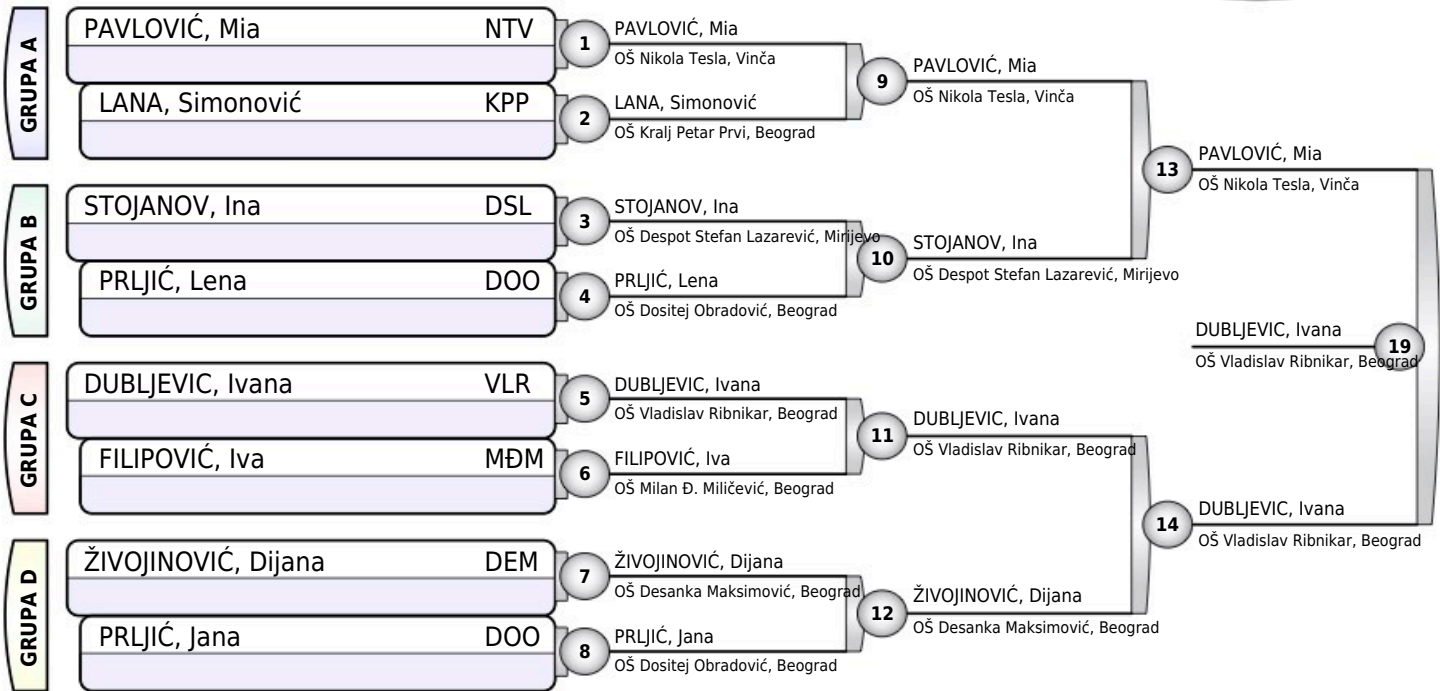 GRUPA A
PAVLOVIĆ, Mia NTV
LANA, Simonović KPP
GRUPA B
STOJANOV, Ina DSL
PRLJIĆ, Lena DOO
GRUPA C
DUBLJEVIC, Ivana VLR
FILIPOVIĆ, Iva MĐM
GRUPA D
ŽIVOJINOVIĆ, Dijana DEM
PRLJIĆ, Jana DOO
1
PAVLOVIĆ, Mia
OŠ Nikola Tesla, Vinča
2
LANA, Simonović
OŠ Kralj Petar Prvi, Beograd
3
STOJANOV, Ina
OŠ Despot Stefan Lazarević, Mirijevo
4
PRLJIĆ, Lena
OŠ Dositej Obradović, Beograd
5
DUBLJEVIC, Ivana
OŠ Vladislav Ribnikar, Beograd
6
FILIPOVIĆ, Iva
OŠ Milan Đ. Miličević, Beograd
7
ŽIVOJINOVIĆ, Dijana
OŠ Desanka Maksimović, Beograd
8
PRLJIĆ, Jana
OŠ Dositej Obradović, Beograd
9
PAVLOVIĆ, Mia
OŠ Nikola Tesla, Vinča
10
STOJANOV, Ina
OŠ Despot Stefan Lazarević, Mirijevo
11
DUBLJEVIC, Ivana
OŠ Vladislav Ribnikar, Beograd
12
ŽIVOJINOVIĆ, Dijana
OŠ Desanka Maksimović, Beograd
13
PAVLOVIĆ, Mia
OŠ Nikola Tesla, Vinča
14
DUBLJEVIC, Ivana
OŠ Vladislav Ribnikar, Beograd
DUBLJEVIC, Ivana
OŠ Vladislav Ribnikar, Beograd
19